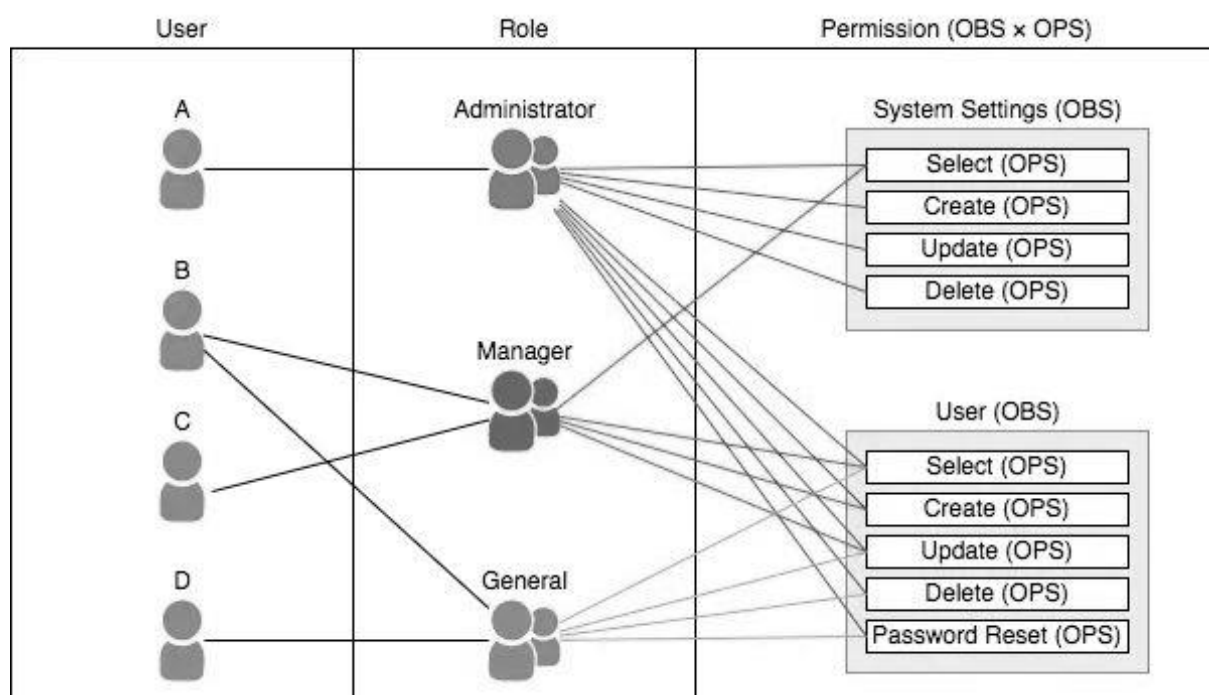 User Role Permission (OBS × OPS)
A
Administrator
System Settings (OBS)
Select (OPS)
Create (OPS)
Update (OPS)
Delete (OPS)
B
Manager
C
User (OBS)
Select (OPS)
Create (OPS)
Update (OPS)
Delete (OPS)
Password Reset (OPS)
D
General